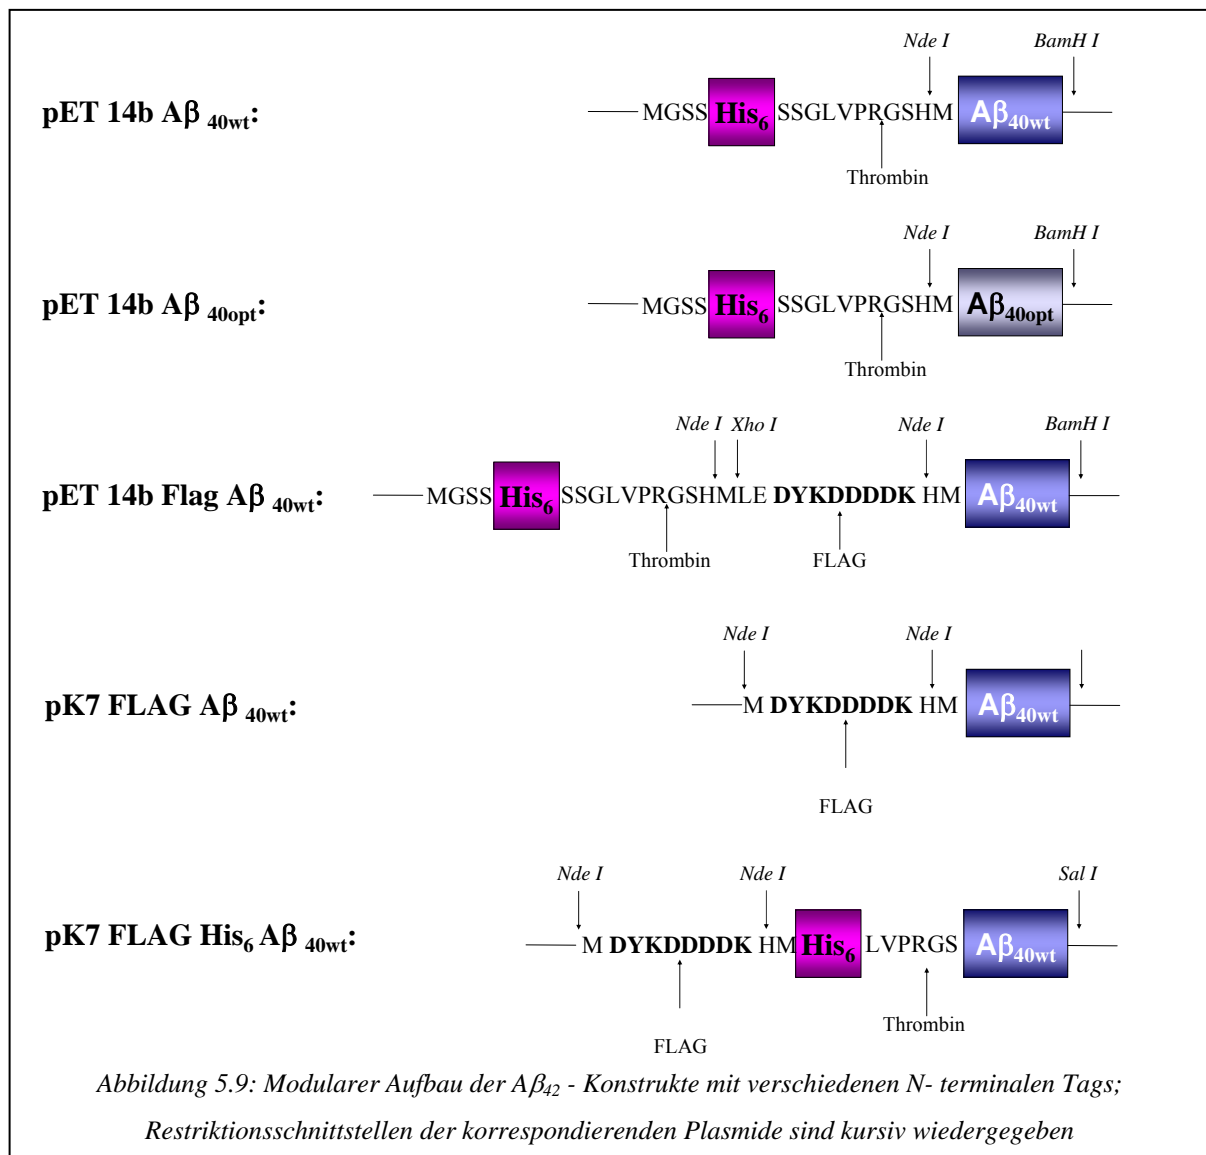 Nde I BamH I
pET 14b Aβ 40wt: MGSS His6 SSGLVPRGSHM Aβ40wt
Thrombin
Nde I BamH I
pET 14b Aβ 40opt: MGSS His6 SSGLVPRGSHM Aβ40opt
Thrombin
Nde I Xho I Nde I BamH I
pET 14b Flag Aβ 40wt: MGSS His6 SSGLVPRGSHMLE DYKDDDDK HM Aβ40wt
Thrombin FLAG
Nde I Nde I
pK7 FLAG Aβ 40wt: M DYKDDDDK HM Aβ40wt
FLAG
Nde I Nde I Sal I
pK7 FLAG His6 Aβ 40wt: M DYKDDDDK HM His6 LVPRGS Aβ40wt
Thrombin
FLAG
Abbildung 5.9: Modularer Aufbau der Aβ42 - Konstrukte mit verschiedenen N- terminalen Tags;
Restriktionsschnittstellen der korrespondierenden Plasmide sind kursiv wiedergegeben